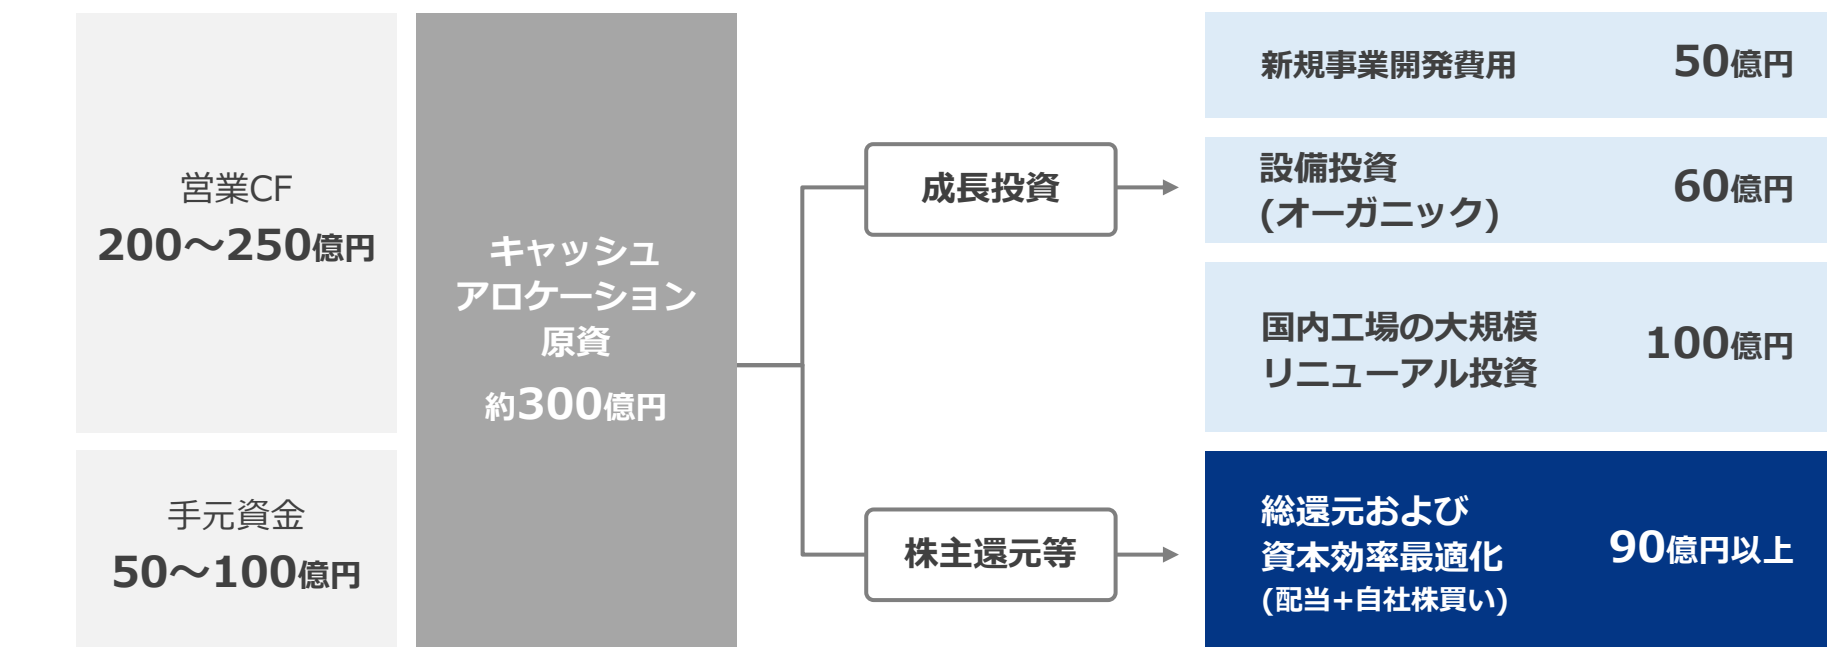 営業CF
200～250億円
手元資金
50～100億円
キャッシュ
アロケーション
原資
約300億円
成長投資
株主還元等
新規事業開発費用 50億円
設備投資
(オーガニック) 60億円
国内工場の大規模
リニューアル投資 100億円
総還元および
資本効率最適化 90億円以上
(配当+自社株買い)